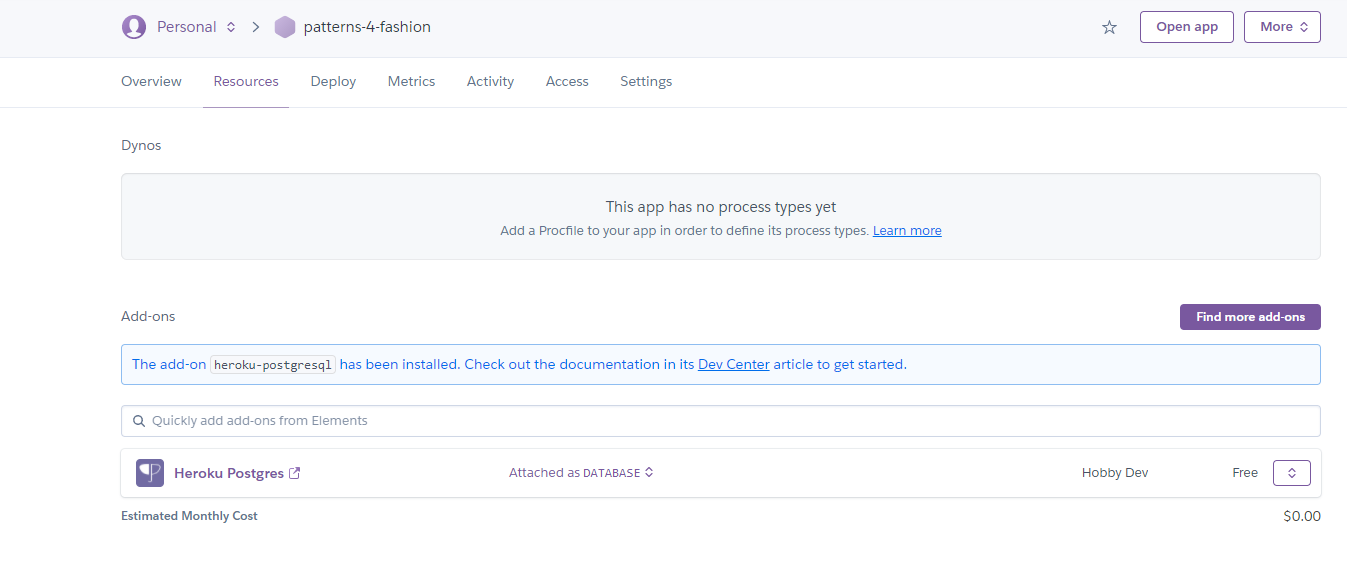 Personal patterns-4-fashion Open app More
Overview Resources Deploy Metrics Activity Access Settings
Dynos
This app has no process types yet
Add a Procfile to your app in order to define its process types. Learn more
Add-ons Find more add-ons
The add-on heroku-postgresql has been installed. Check out the documentation in its Dev Center article to get started.
Quickly add add-ons from Elements
Heroku Postgres Attached as DATABASE Hobby Dev Free
Estimated Monthly Cost $0.00